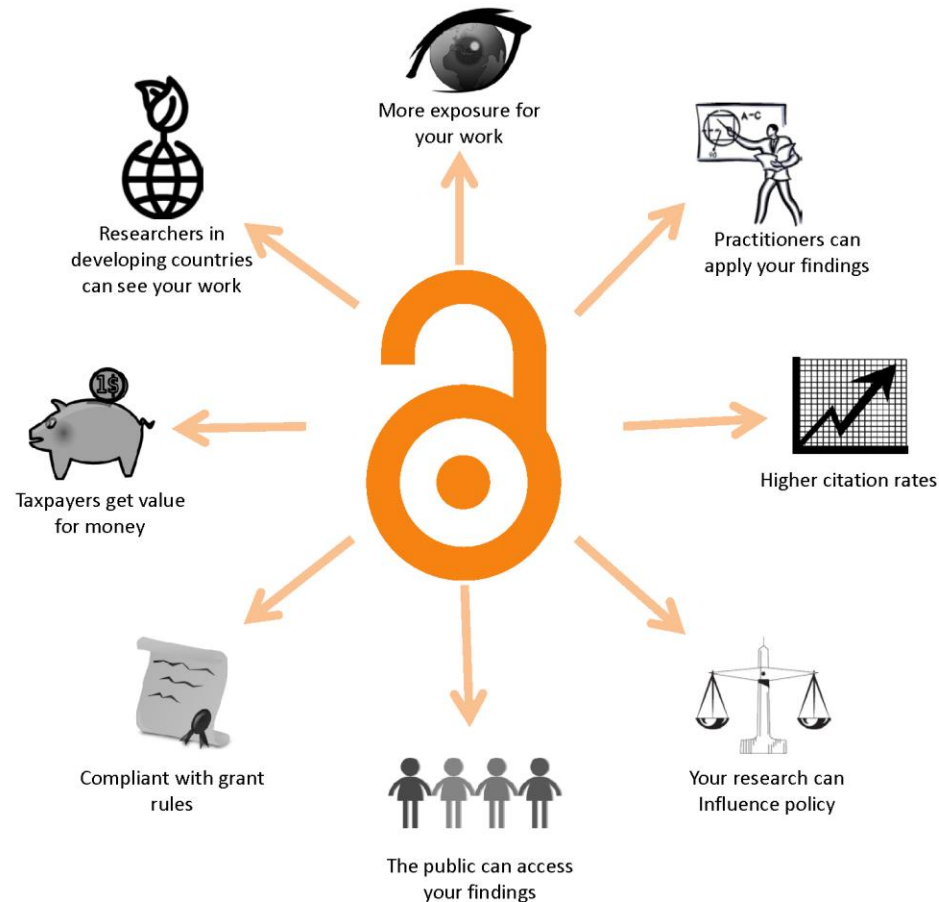 More exposure for
your work
A-C
90
Practitioners can
apply your findings
Researchers in
developing countries
can see your work
1$
Higher citation rates
Taxpayers get value
for money
Your research can
Influence policy
Compliant with grant
rules
The public can access
your findings